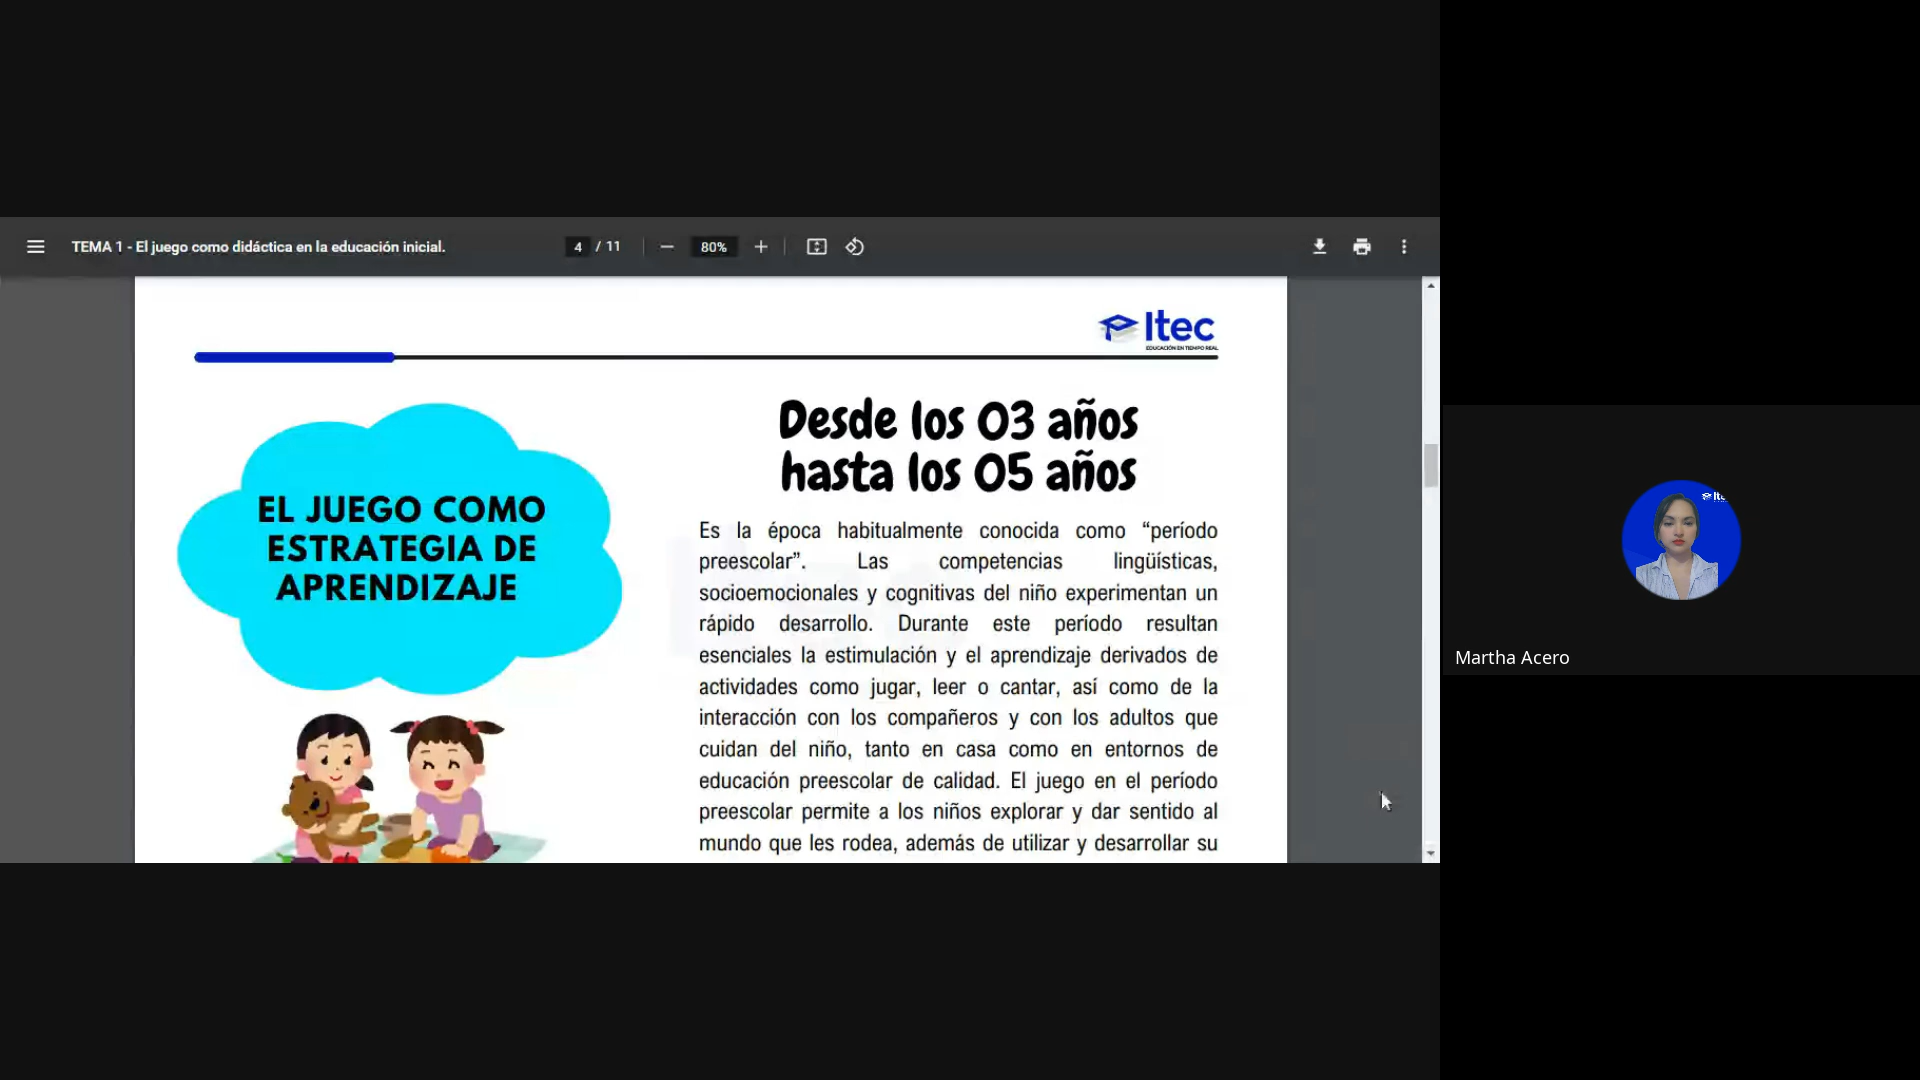 TEMA 1 - El juego como didáctica en la educación inicial.
4 / 11
80%
Itec
EDUCACIÓN EN TIEMPO REAL
EL JUEGO COMO
ESTRATEGIA DE
APRENDIZAJE
Desde los 03 años
hasta los 05 años
Es la época habitualmente conocida como “período
preescolar”. Las competencias lingüísticas,
socioemocionales y cognitivas del niño experimentan un
rápido desarrollo. Durante este período resultan
esenciales la estimulación y el aprendizaje derivados de
actividades como jugar, leer o cantar, así como de la
interacción con los compañeros y con los adultos que
cuidan del niño, tanto en casa como en entornos de
educación preescolar de calidad. El juego en el período
preescolar permite a los niños explorar y dar sentido al
mundo que les rodea, además de utilizar y desarrollar su
Martha Acero